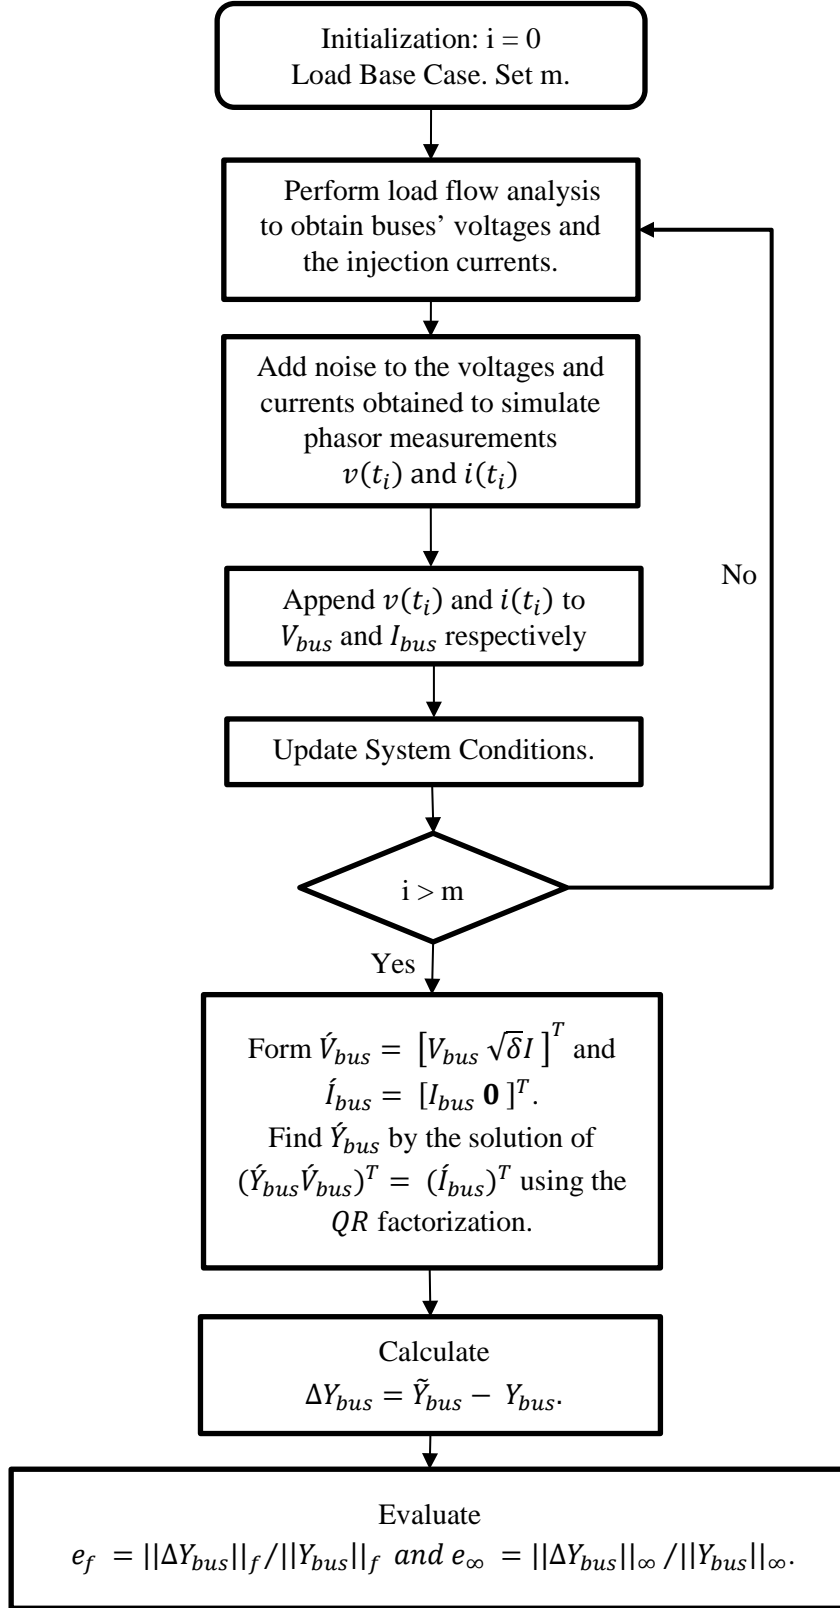 Initialization: i = 0
Load Base Case. Set m.
Perform load flow analysis
to obtain buses’ voltages and
the injection currents.
Add noise to the voltages and
currents obtained to simulate
phasor measurements
v(t_i) and i(t_i)
Append v(t_i) and i(t_i) to
V_bus and I_bus respectively
Update System Conditions.
i > m
No
Yes
Form V́_bus = [V_bus √δI ]^T and
Í_bus = [I_bus 𝟎 ]^T.
Find Ý_bus by the solution of
(Ý_bus V́_bus)^T = (Í_bus)^T using the
QR factorization.
Calculate
ΔY_bus = Ỹ_bus − Y_bus.
Evaluate
e_f = ||ΔY_bus||_f/||Y_bus||_f and e_∞ = ||ΔY_bus||_∞ /||Y_bus||_∞.